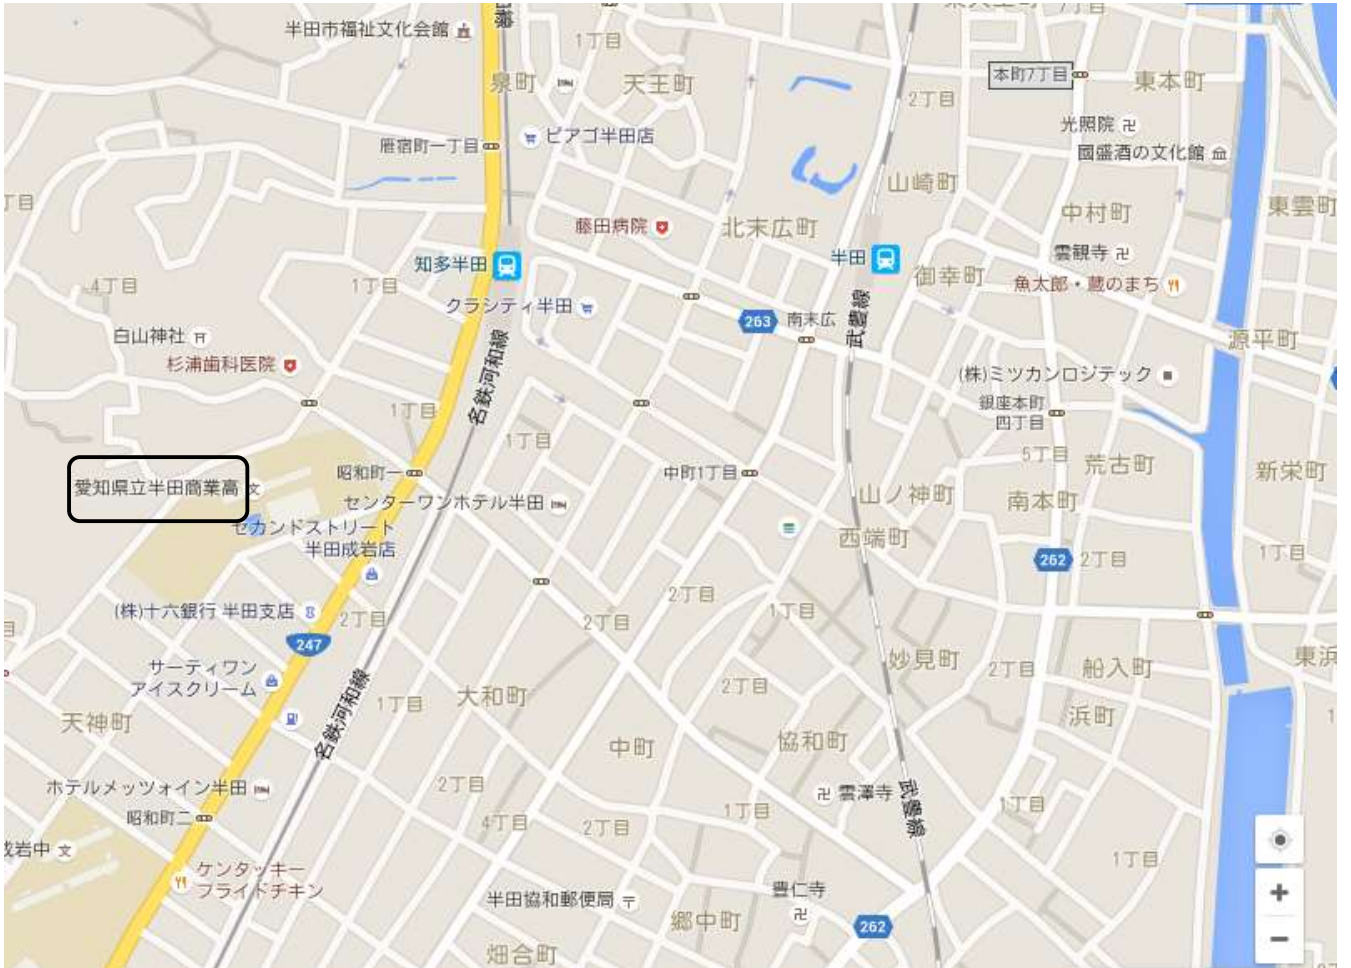 半田市福祉文化会館
1丁目
泉町
天王町
2丁目
本町7丁目
東本町
光照院
國盛酒の文化館
雁宿町一丁目
ピアゴ半田店
山崎町
中村町
東雲町
藤田病院
北末広町
雲観寺
知多半田
半田
御幸町
魚太郎・蔵のまち
4丁目
1丁目
クラシティ半田
263
南末広
武豊線
源平町
白山神社
杉浦歯科医院
名鉄河和線
(株)ミツカンロジテック
銀座本町
四丁目
1丁目
1丁目
5丁目
荒古町
新栄町
愛知県立半田商業高
昭和町一
センターワンホテル半田
中町1丁目
山ノ神町
南本町
セカンドストリート
半田成岩店
西端町
262
2丁目
1丁目
(株)十六銀行 半田支店
2丁目
2丁目
2丁目
1丁目
247
サーティワン
アイスクリーム
名鉄河和線
1丁目
大和町
2丁目
妙見町
2丁目
船入町
東浜
天神町
中町
協和町
浜町
ホテルメッツォイン半田
2丁目
雲澤寺
武豊線
昭和町二
4丁目
2丁目
1丁目
1丁目
成岩中
ケンタッキー
フライドチキン
1丁目
半田協和郵便局
豊仁寺
郷中町
262
畑合町